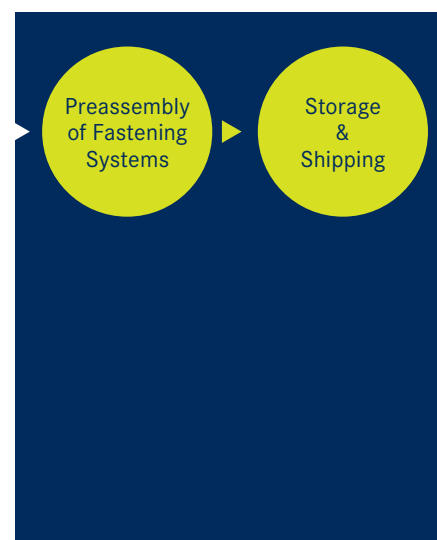 Preassembly
of Fastening
Systems
Storage
&
Shipping